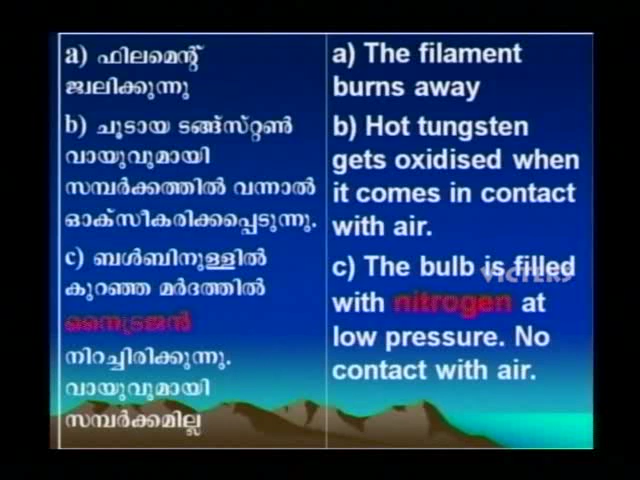 a) ഫിലമെന്റ്
ജ്വലിക്കുന്നു
b) ചൂടായ ടങ്ങ്സ്റ്റൺ
വായുവുമായി
സമ്പർക്കത്തിൽ വന്നാൽ
ഓക്സീകരിക്കപ്പെടുന്നു.
c) ബൾബിനുള്ളിൽ
കുറഞ്ഞ മർദത്തിൽ
നൈട്രജൻ
നിറച്ചിരിക്കുന്നു.
വായുവുമായി
സമ്പർക്കമില്ല
a) The filament
burns away
b) Hot tungsten
gets oxidised when
it comes in contact
with air.
c) The bulb is filled
with nitrogen at
low pressure. No
contact with air.
VICTERS